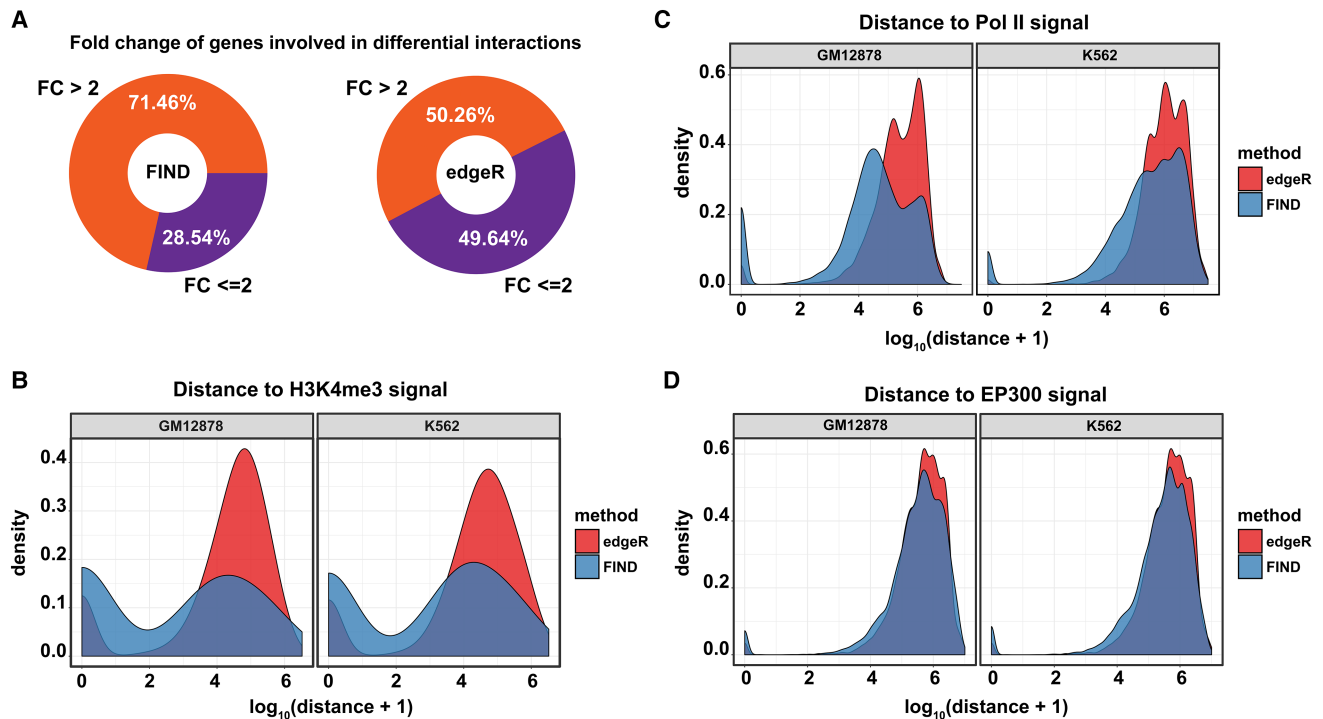 A
Fold change of genes involved in differential interactions
FC > 2
71.46%
FIND
28.54%
FC <=2
FC > 2
50.26%
edgeR
49.64%
FC <=2
B
Distance to H3K4me3 signal
GM12878
K562
density
0.4
0.3
0.2
0.1
0.0
0 2 4 6
0 2 4 6
log10(distance + 1)
method
edgeR
FIND
C
Distance to Pol II signal
GM12878
K562
density
0.6
0.4
0.2
0.0
0 2 4 6
0 2 4 6
log10(distance + 1)
method
edgeR
FIND
D
Distance to EP300 signal
GM12878
K562
density
0.6
0.4
0.2
0.0
0 2 4 6
0 2 4 6
log10(distance + 1)
method
edgeR
FIND